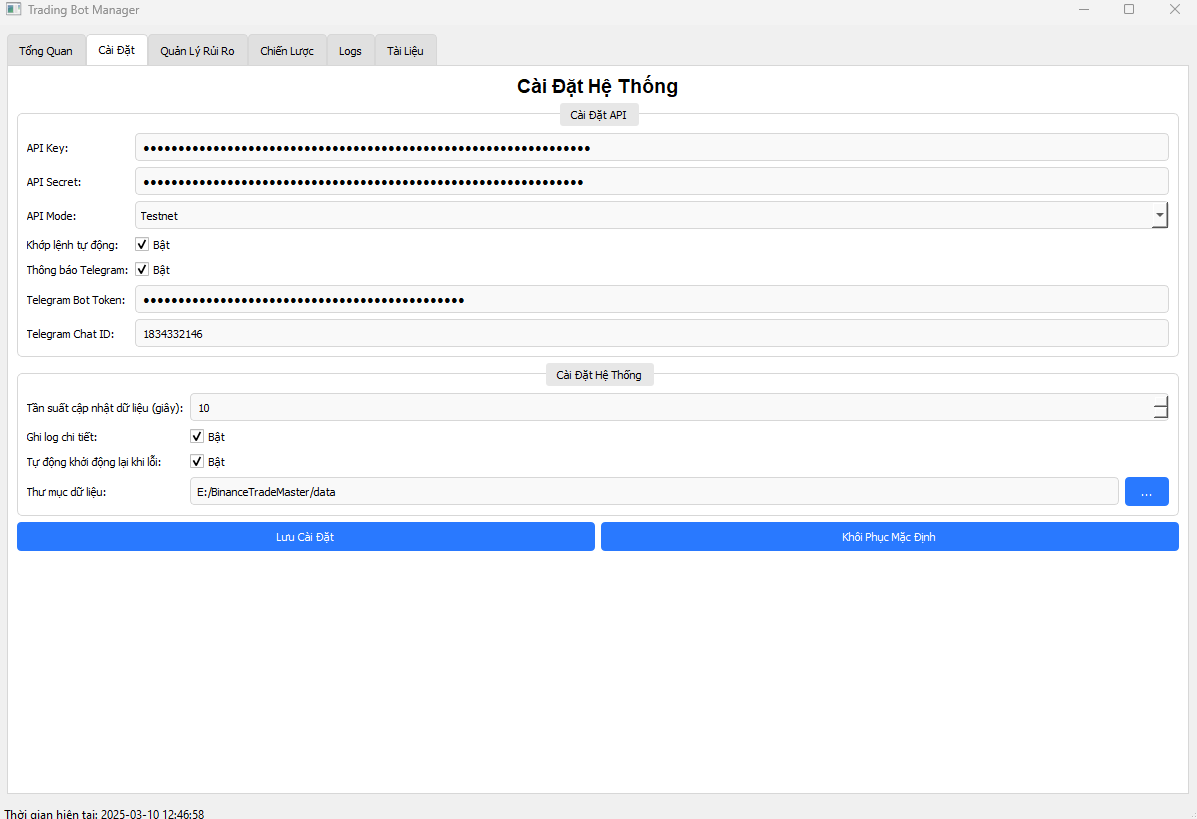 Trading Bot Manager
Tổng Quan Cài Đặt Quản Lý Rủi Ro Chiến Lược Logs Tài Liệu
Cài Đặt Hệ Thống
Cài Đặt API
API Key: ●●●●●●●●●●●●●●●●●●●●●●●●●●●●●●●●●●●●●●●●●●●●●●●●●●●●●●●●●●●●●●●●
API Secret: ●●●●●●●●●●●●●●●●●●●●●●●●●●●●●●●●●●●●●●●●●●●●●●●●●●●●●●●●●●●●●●●
API Mode: Testnet
Khớp lệnh tự động: Bật
Thông báo Telegram: Bật
Telegram Bot Token: ●●●●●●●●●●●●●●●●●●●●●●●●●●●●●●●●●●●●●●●●●●●●●●
Telegram Chat ID: 1834332146
Cài Đặt Hệ Thống
Tần suất cập nhật dữ liệu (giây): 10
Ghi log chi tiết: Bật
Tự động khởi động lại khi lỗi: Bật
Thư mục dữ liệu: E:/BinanceTradeMaster/data ...
Lưu Cài Đặt Khôi Phục Mặc Định
Thời gian hiện tại: 2025-03-10 12:46:58